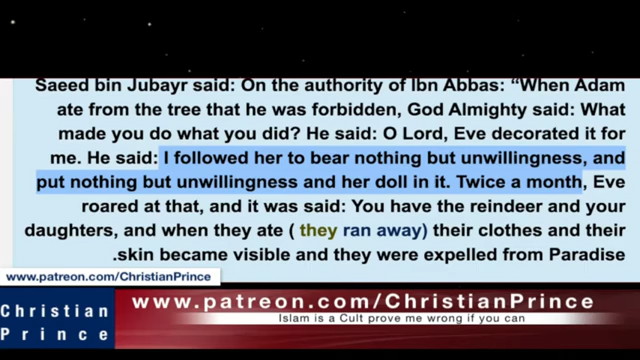 Saeed bin Jubayr said: On the authority of Ibn Abbas: “When Adam
ate from the tree that he was forbidden, God Almighty said: What
made you do what you did? He said: O Lord, Eve decorated it for
me. He said: I followed her to bear nothing but unwillingness, and
put nothing but unwillingness and her doll in it. Twice a month, Eve
roared at that, and it was said: You have the reindeer and your
daughters, and when they ate ( they ran away) their clothes and their
.skin became visible and they were expelled from Paradise
www.patreon.com/ChristianPrince
Christian
Prince
www.patreon.com/ChristianPrince
Islam is a Cult prove me wrong if you can